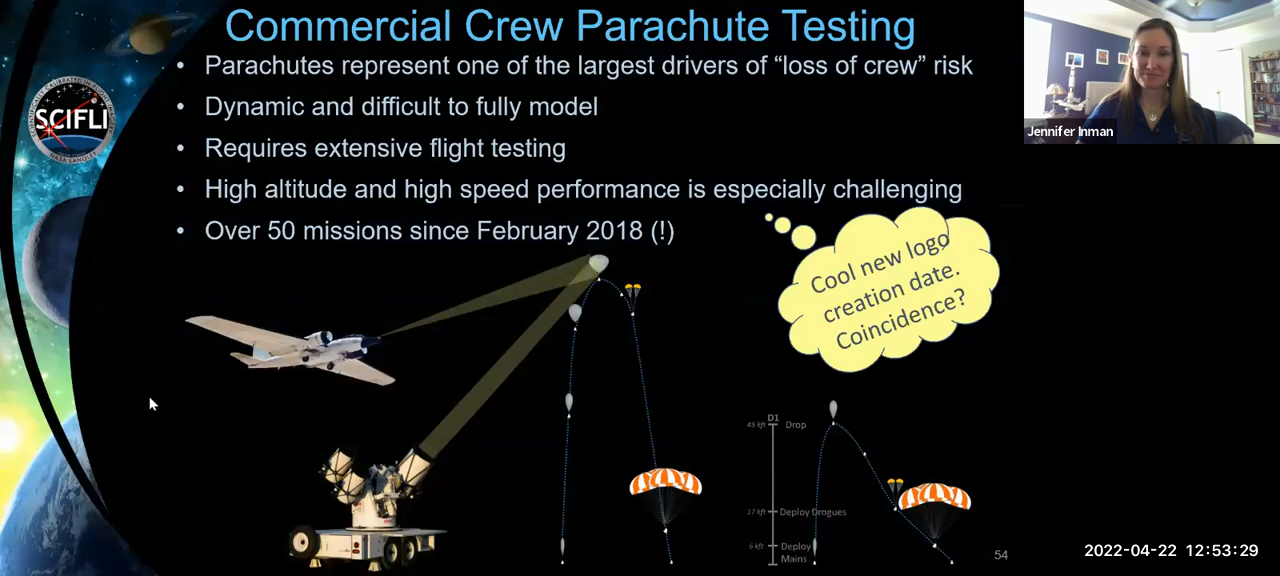 Commercial Crew Parachute Testing
• Parachutes represent one of the largest drivers of “loss of crew” risk
• Dynamic and difficult to fully model
• Requires extensive flight testing
• High altitude and high speed performance is especially challenging
• Over 50 missions since February 2018 (!)
SCIFLI
Jennifer Inman
Cool new logo
creation date.
Coincidence?
D1
45 kft Drop
17 kft Deploy Drogues
6 kft Deploy
Mains
54
2022-04-22 12:53:29